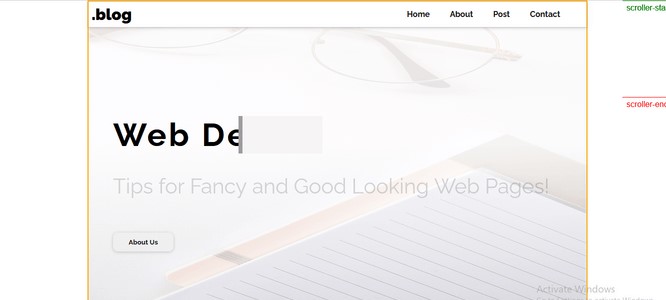 .blog
Home About Post Contact
scroller-sta
scroller-end
Web De
Tips for Fancy and Good Looking Web Pages!
About Us
Activate Windows